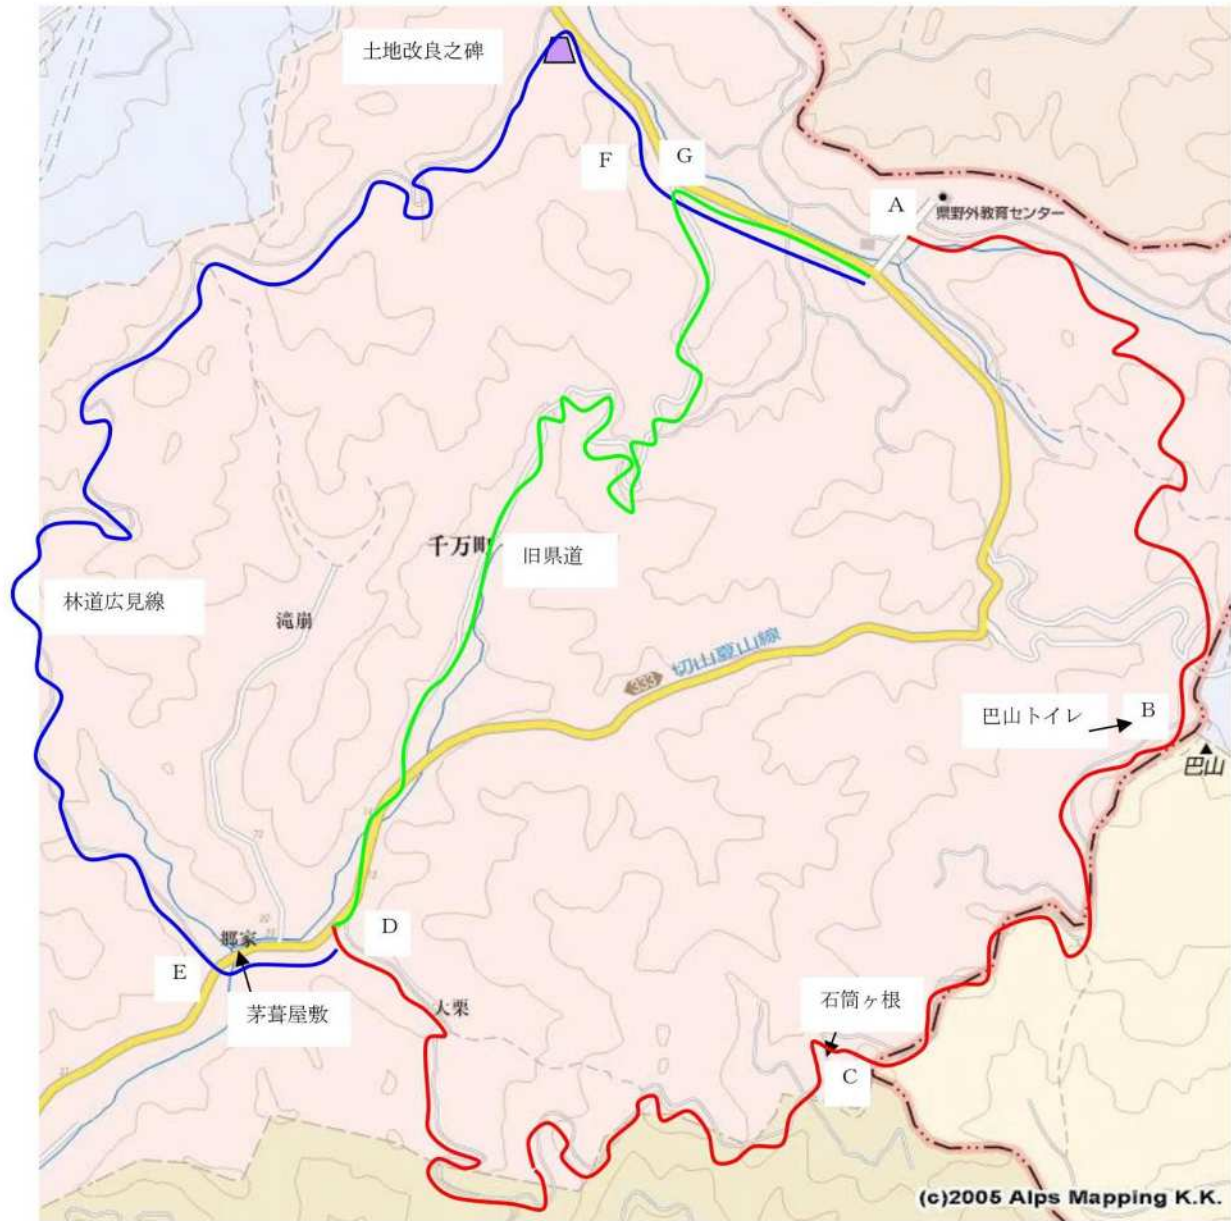 土地改良之碑
F
G
A
県野外教育センター
千万町
旧県道
林道広見線
滝崩
333
切山登山線
巴山トイレ
B
巴山
D
郷家
E
茅葺屋敷
大栗
石筒ヶ根
C
(c)2005 Alps Mapping K.K.